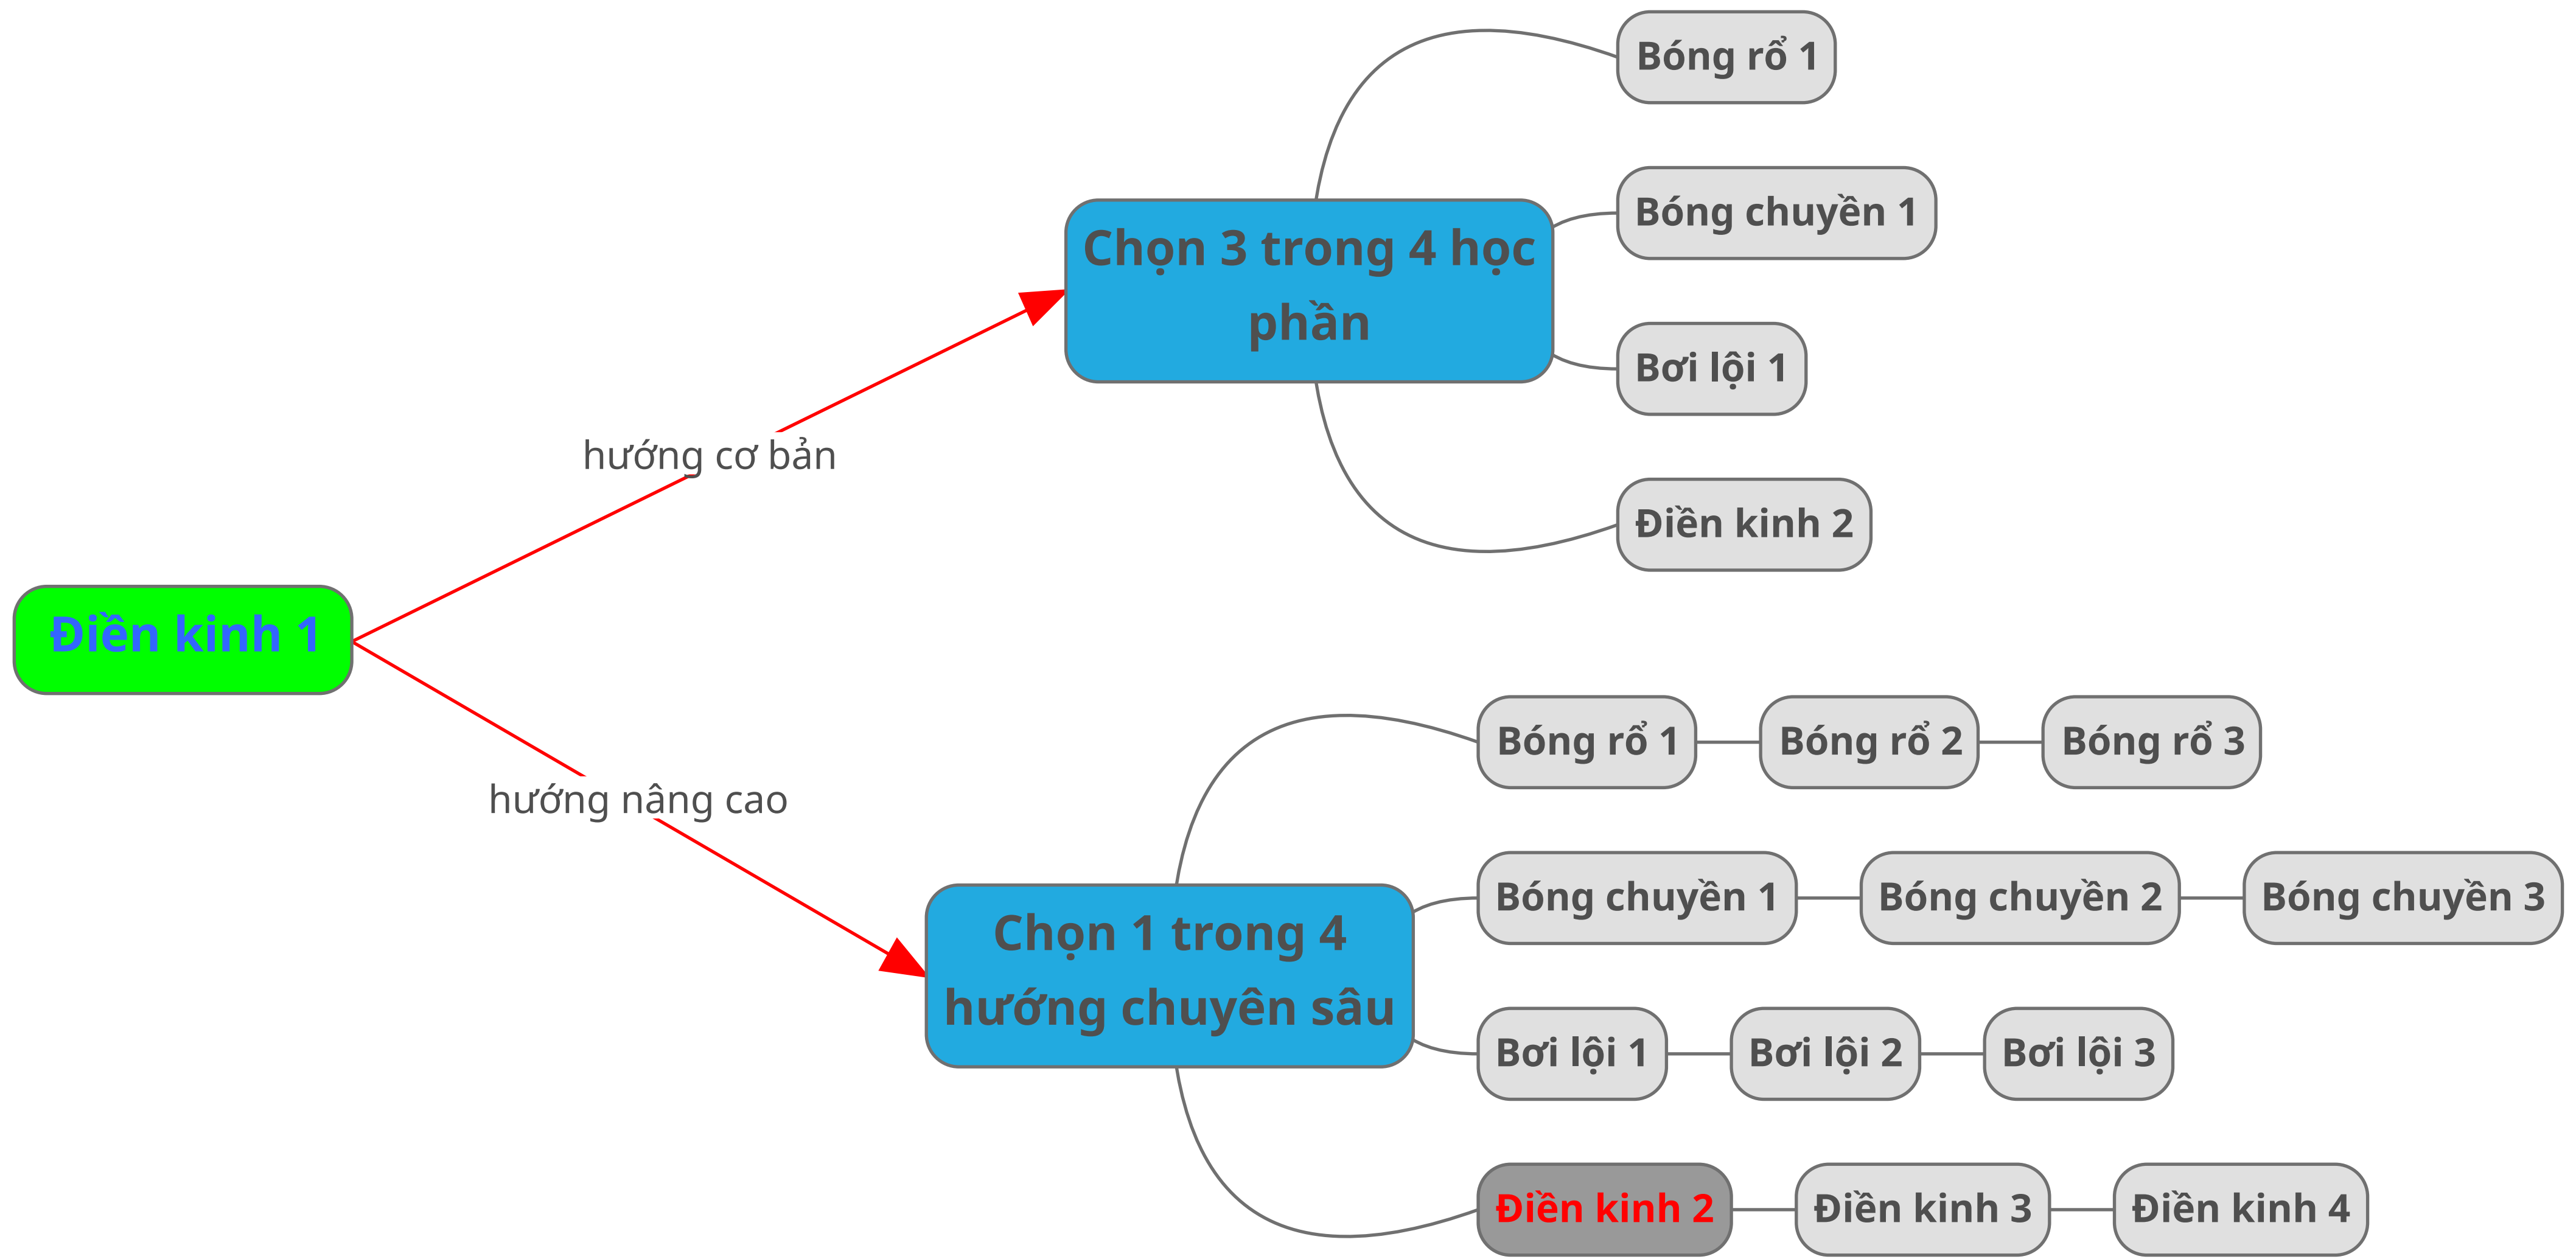 Bóng rổ 1
Bóng chuyền 1
Chọn 3 trong 4 học
phần
Bơi lội 1
hướng cơ bản
Điền kinh 2
Điền kinh 1
Bóng rổ 1 Bóng rổ 2 Bóng rổ 3
hướng nâng cao
Bóng chuyền 1 Bóng chuyền 2 Bóng chuyền 3
Chọn 1 trong 4
hướng chuyên sâu
Bơi lội 1 Bơi lội 2 Bơi lội 3
Điền kinh 2 Điền kinh 3 Điền kinh 4